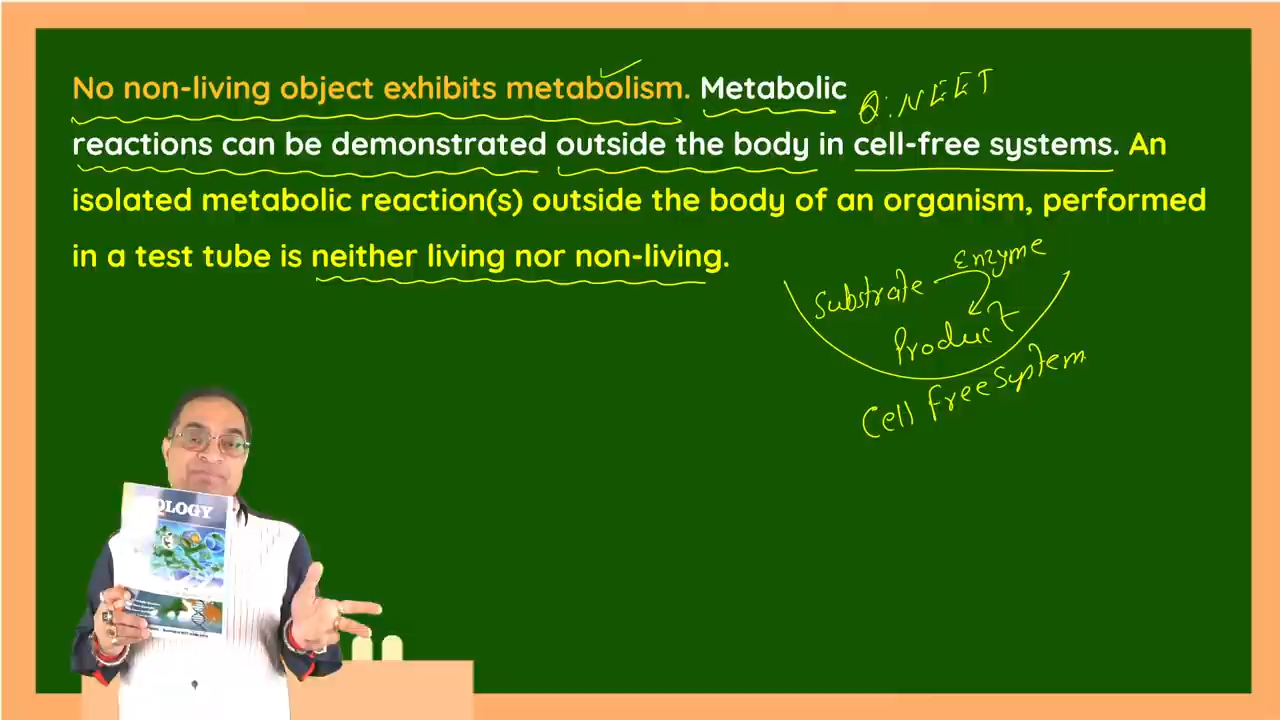 No non-living object exhibits metabolism. Metabolic
Q: NEET
reactions can be demonstrated outside the body in cell-free systems. An
isolated metabolic reaction(s) outside the body of an organism, performed
in a test tube is neither living nor non-living.
Enzyme
Substrate
Product
Cell free System
OLOGY